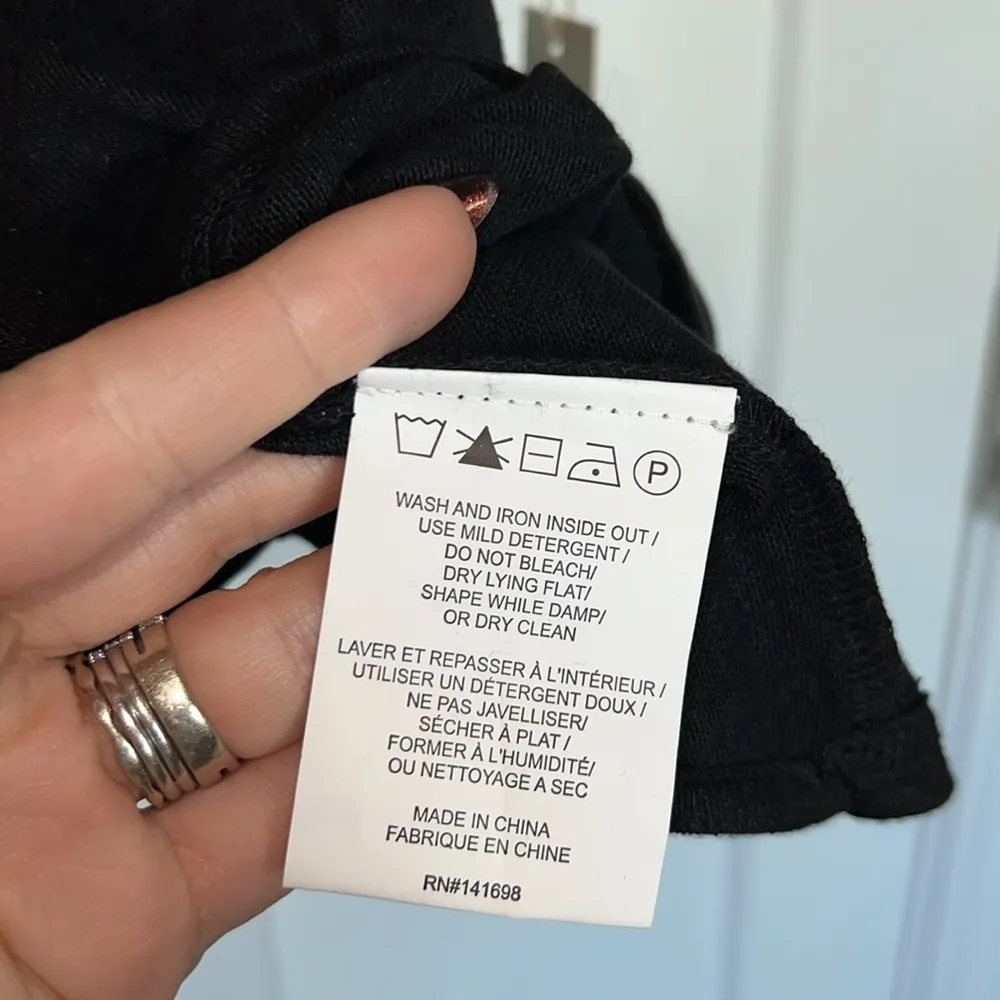 P
WASH AND IRON INSIDE OUT /
USE MILD DETERGENT /
DO NOT BLEACH/
DRY LYING FLAT/
SHAPE WHILE DAMP/
OR DRY CLEAN
LAVER ET REPASSER À L'INTÉRIEUR /
UTILISER UN DÉTERGENT DOUX /
NE PAS JAVELLISER/
SÉCHER À PLAT /
FORMER À L'HUMIDITÉ/
OU NETTOYAGE A SEC
MADE IN CHINA
FABRIQUE EN CHINE
RN#141698